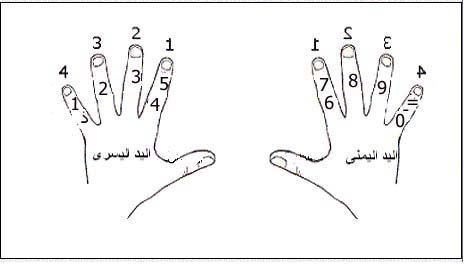 4 3 2 1
1 2 3 4
1 2 3 5
د 4
7 8 9 =
6 0
اليد اليسرى
اليد اليمنى